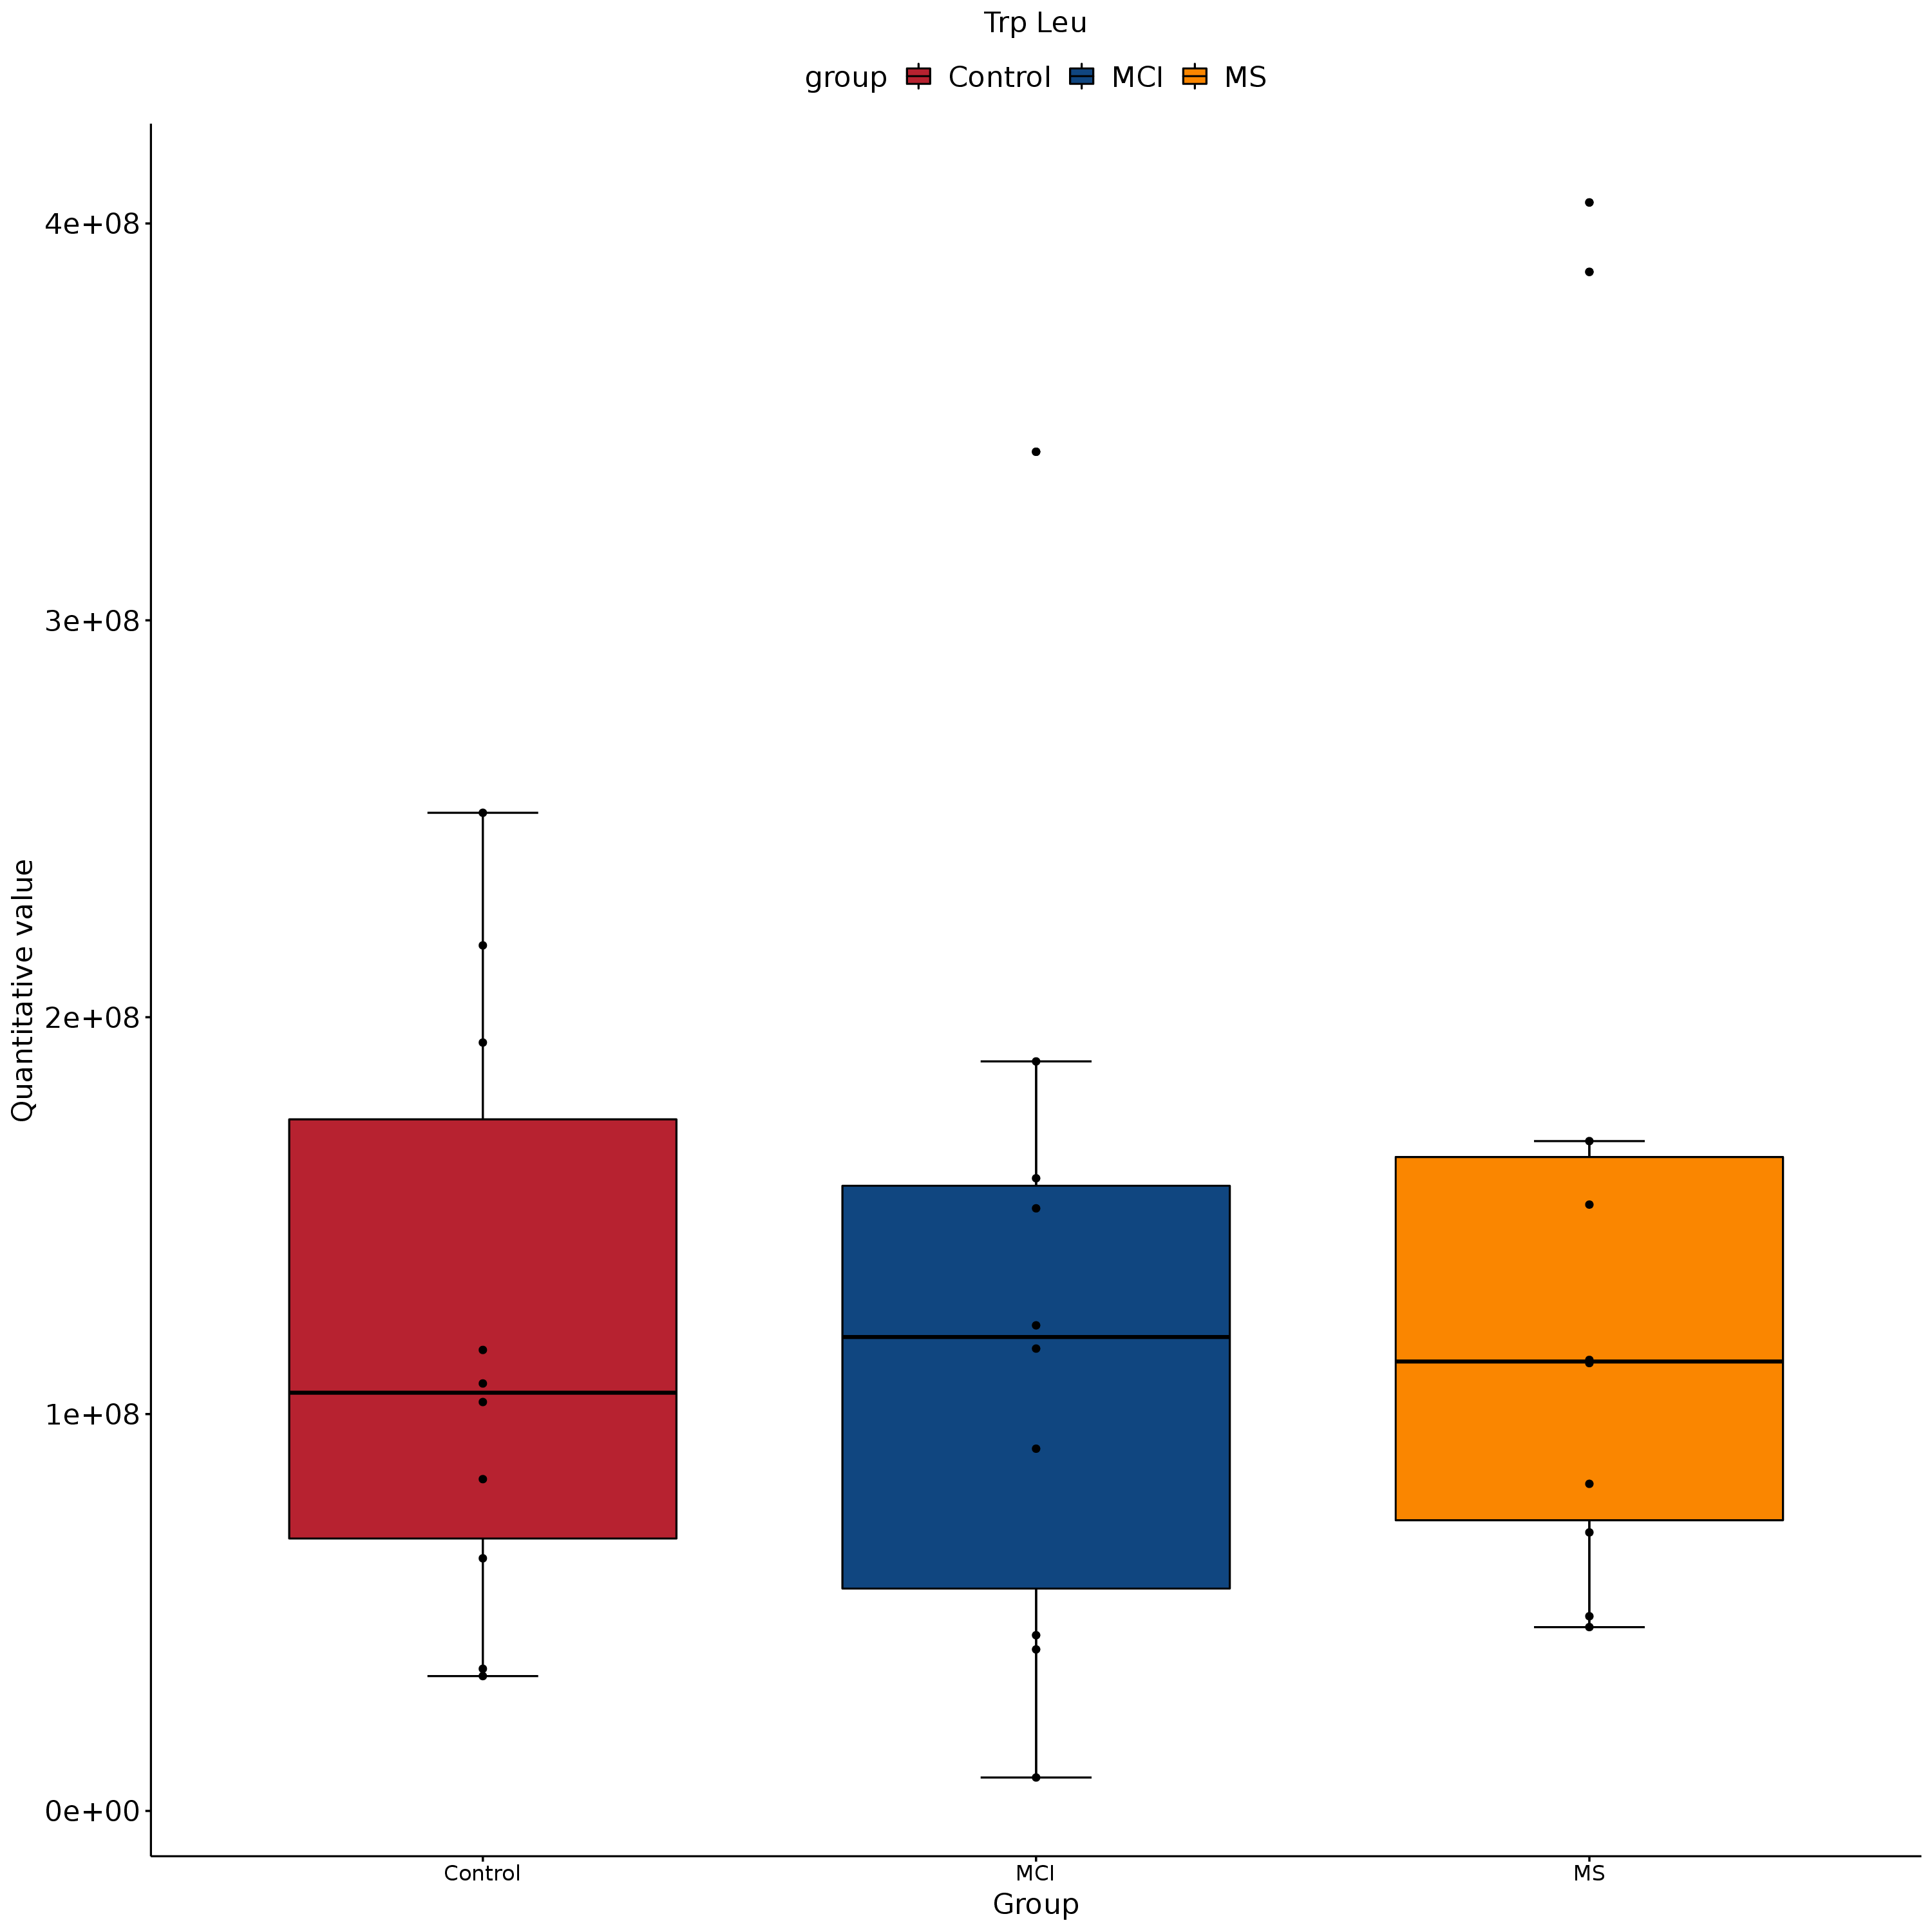 Trp Leu
group Control MCI MS
4e+08
3e+08
2e+08
1e+08
0e+00
Quantitative value
Control MCI MS
Group